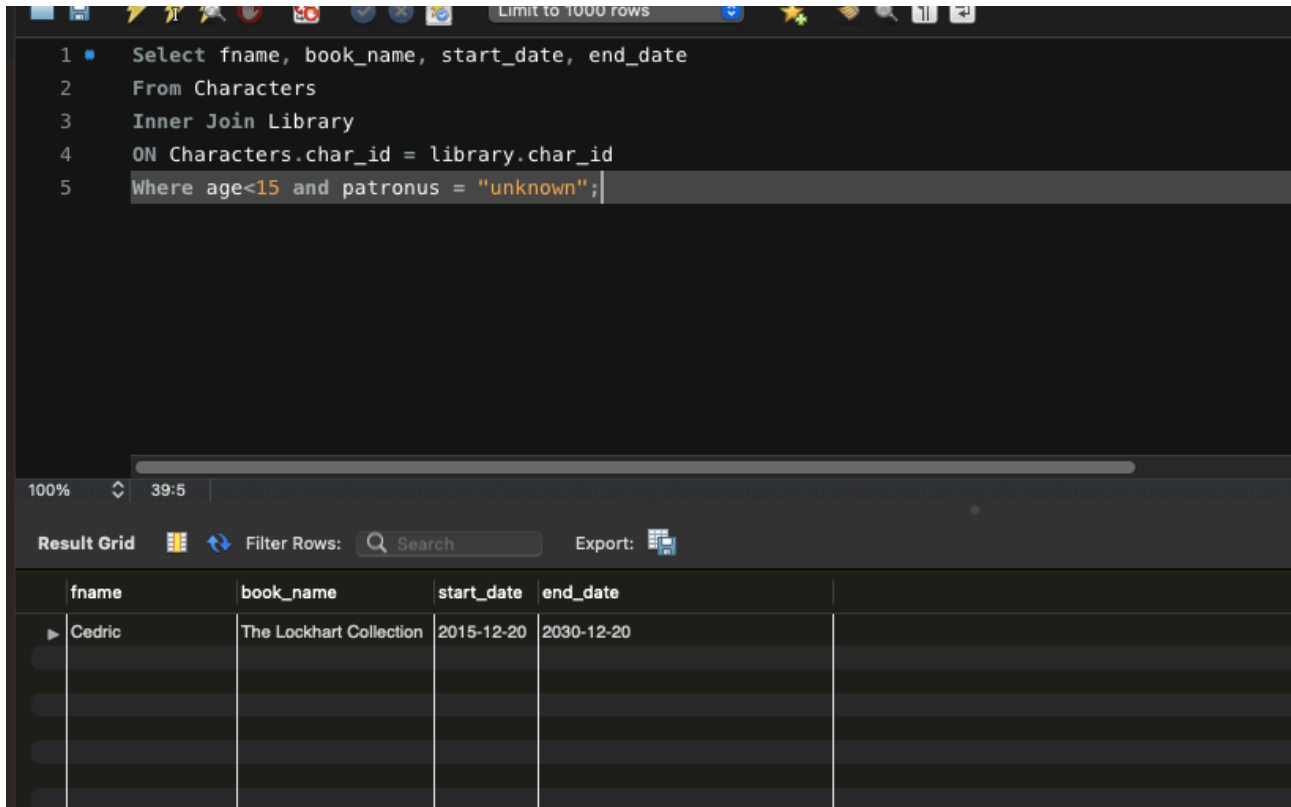 Limit to 1000 rows
1 Select fname, book_name, start_date, end_date
2 From Characters
3 Inner Join Library
4 ON Characters.char_id = library.char_id
5 Where age<15 and patronus = "unknown";
100% 39:5
Result Grid Filter Rows: Search Export:
fname book_name start_date end_date
Cedric The Lockhart Collection 2015-12-20 2030-12-20